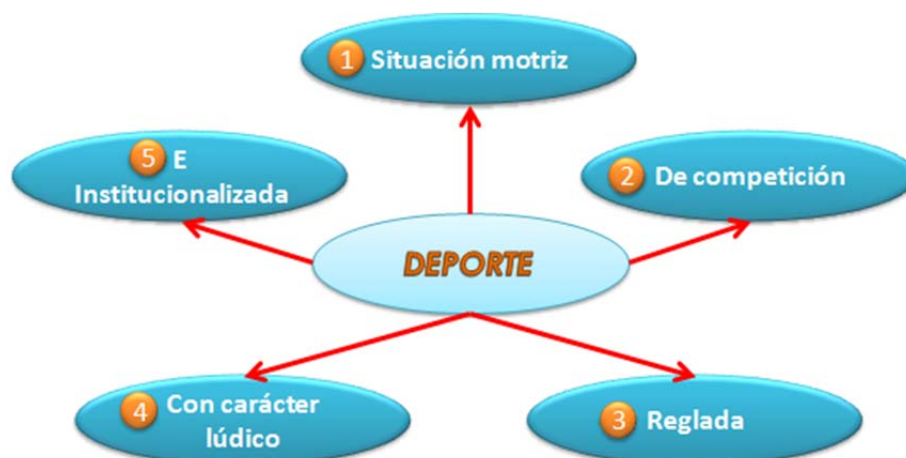 1 Situación motriz
5 E
Institucionalizada
2 De competición
DEPORTE
4 Con carácter
lúdico
3 Reglada